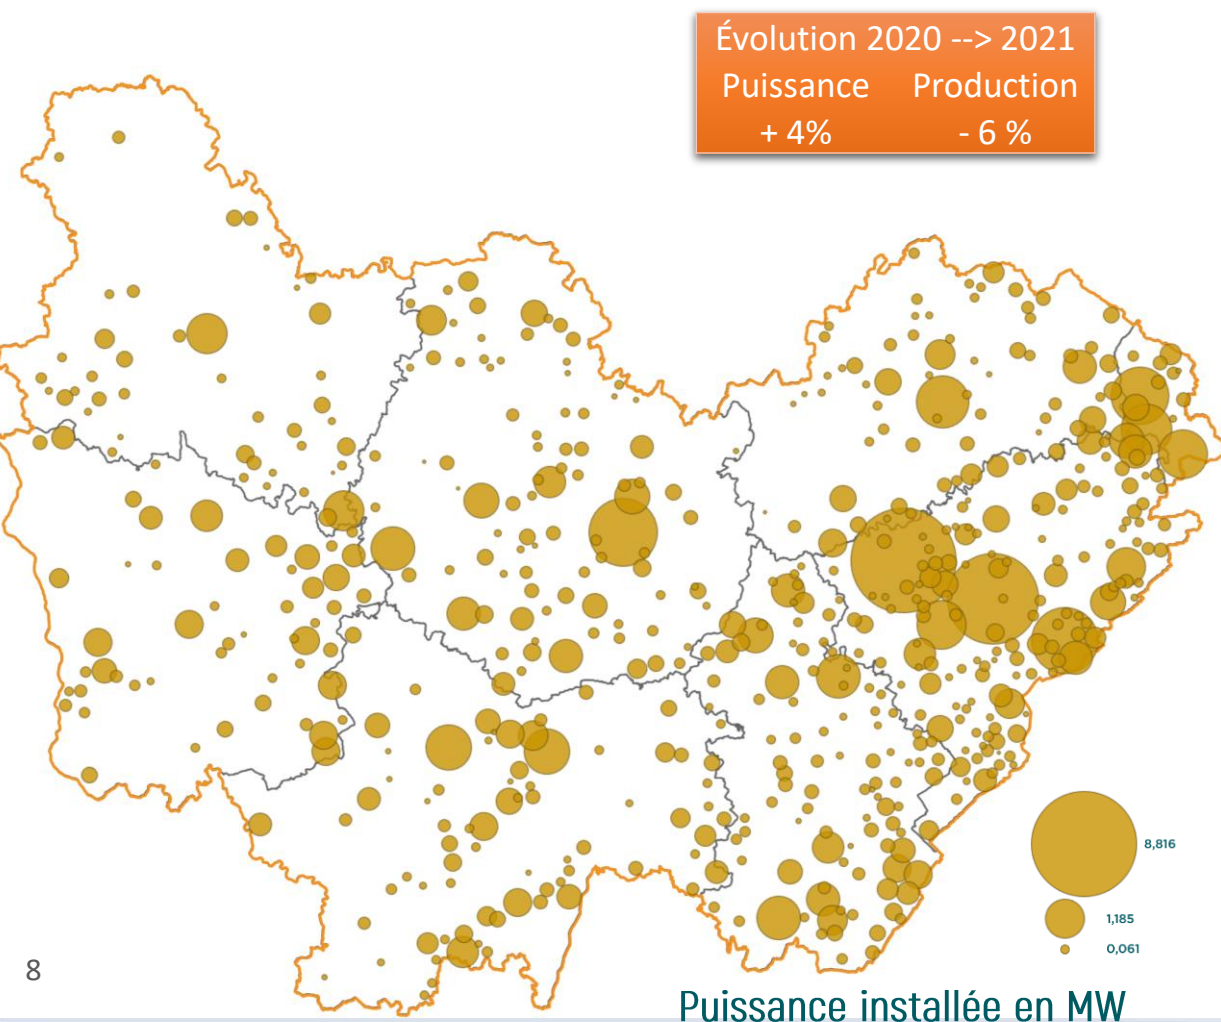 Évolution 2020 --> 2021
Puissance Production
+ 4% - 6 %
8,816
1,185
0,061
8
Puissance installée en MW